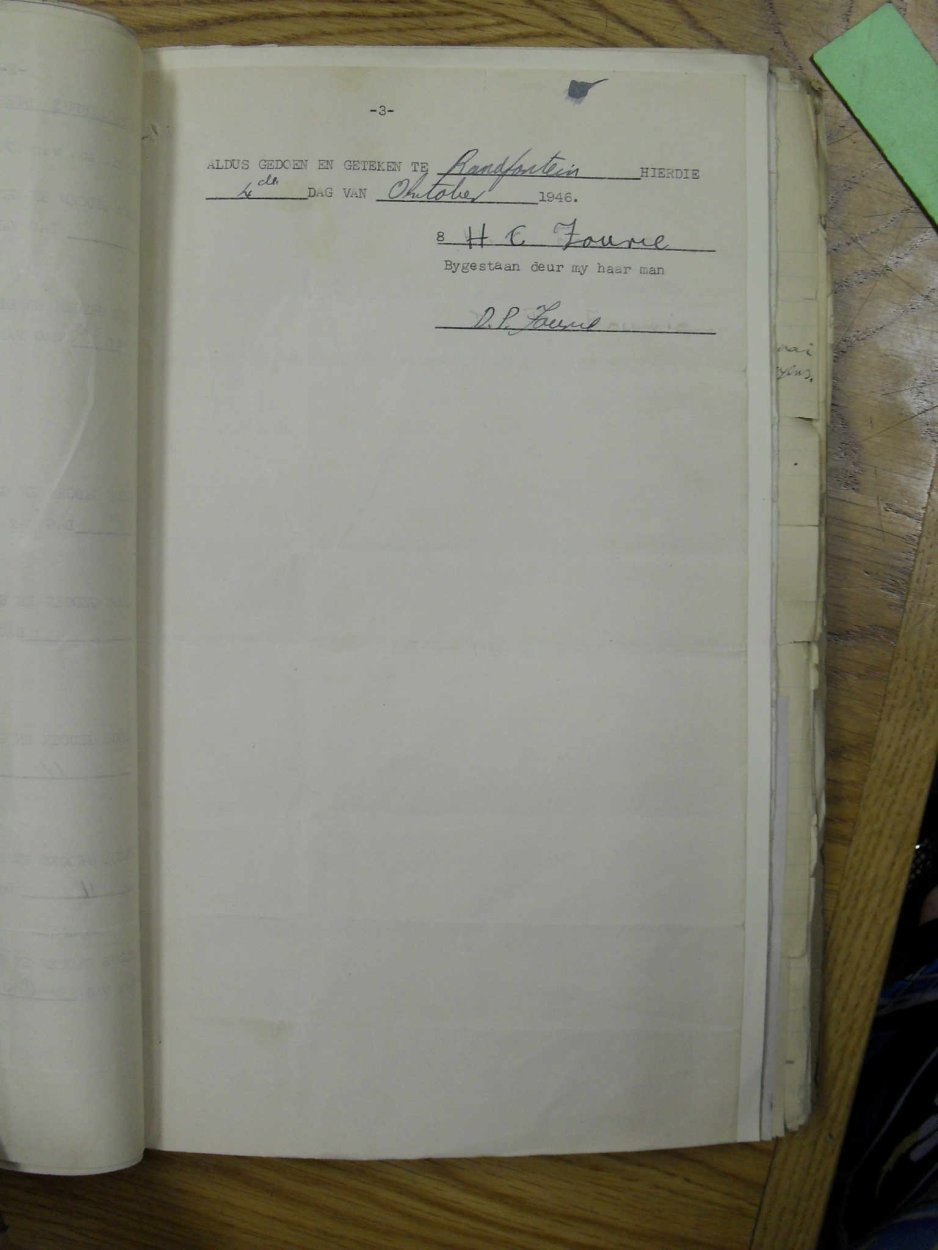 -3-
ALDUS GEDOEN EN GETEKEN TE Randfontein HIERDIE
4de DAG VAN Oktober 1946.
8 H C Fourie
Bygestaan deur my haar man
D. P. Fourie